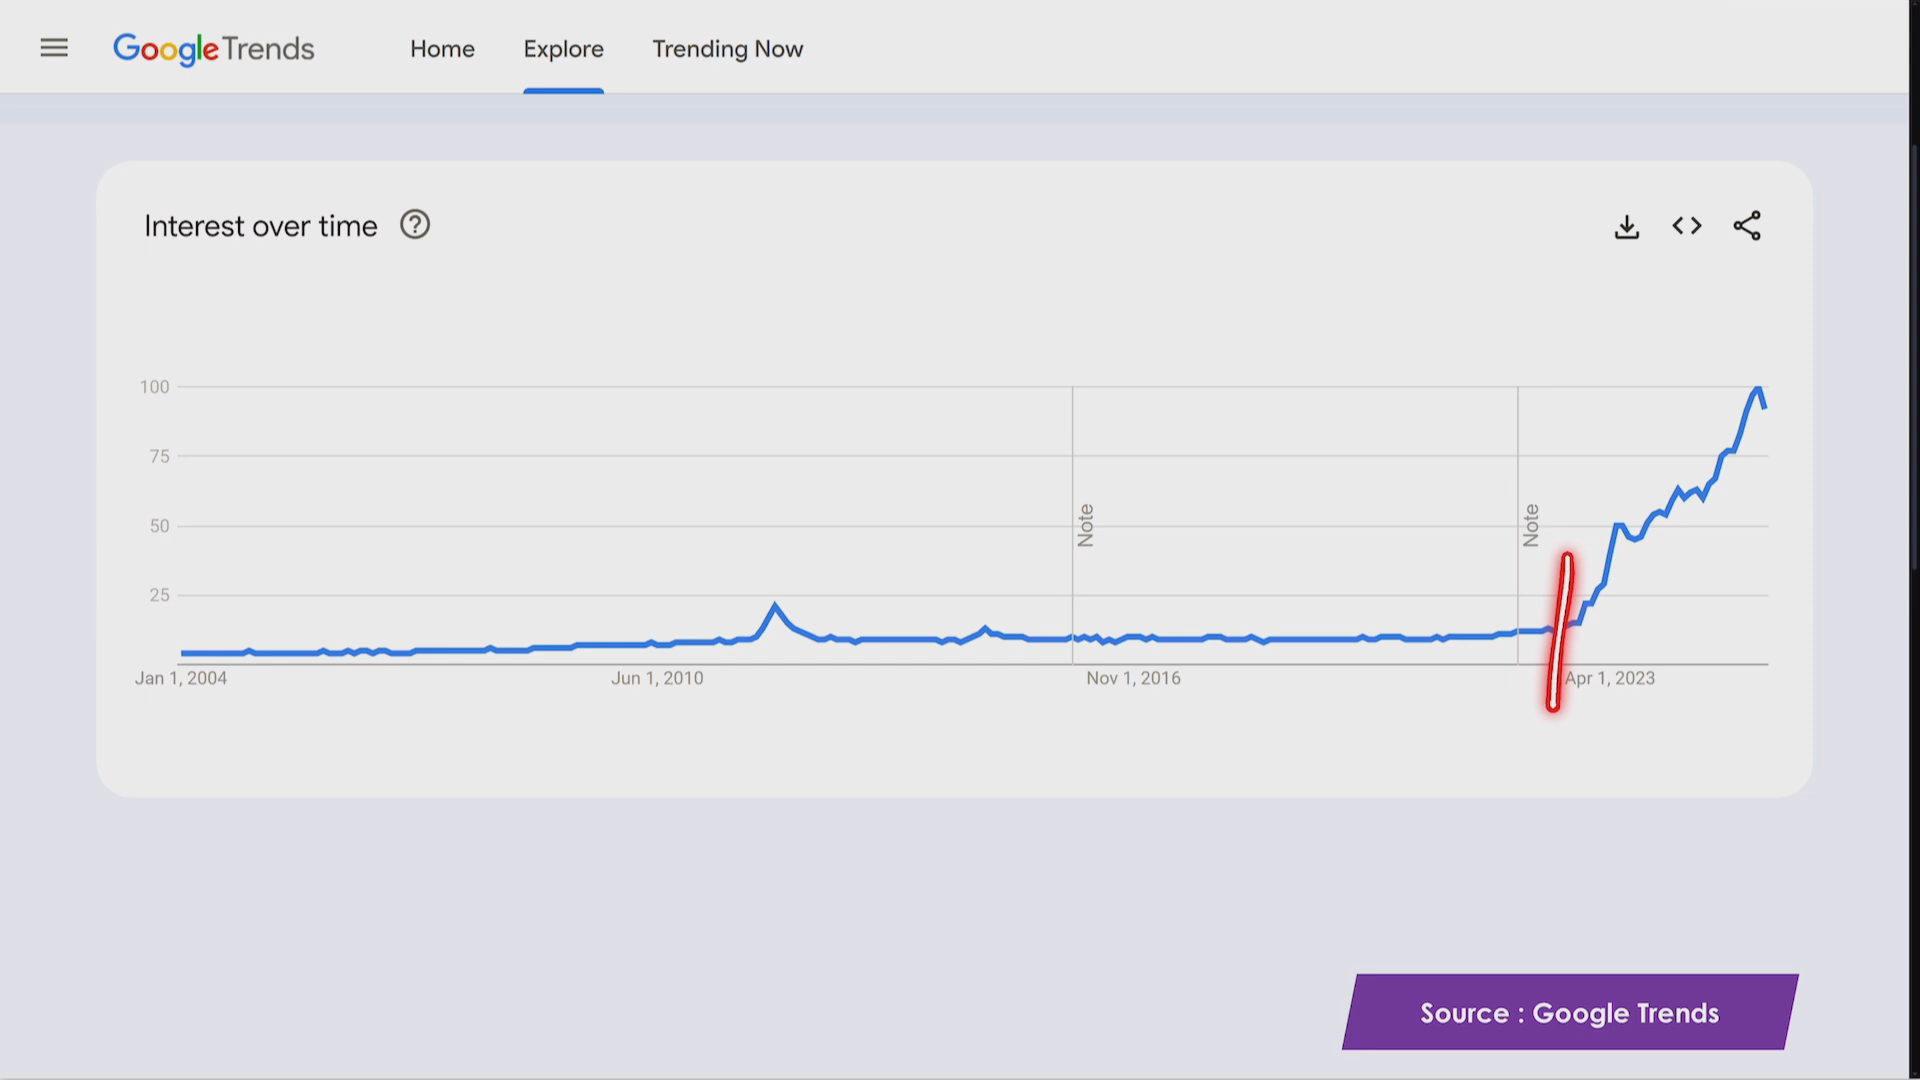 Google Trends
Home
Explore
Trending Now
Interest over time
100
75
50
25
Note
Note
Jan 1, 2004
Jun 1, 2010
Nov 1, 2016
Apr 1, 2023
Source : Google Trends